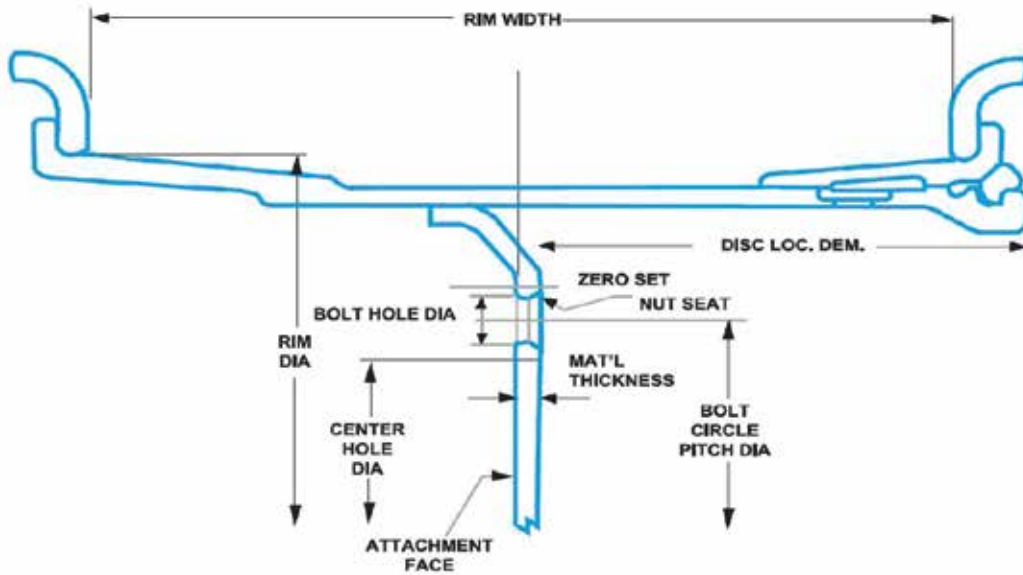 RIM WIDTH
DISC LOC. DEM.
ZERO SET
NUT SEAT
BOLT HOLE DIA
RIM
DIA
MAT'L
THICKNESS
CENTER
HOLE
DIA
BOLT
CIRCLE
PITCH DIA
ATTACHMENT
FACE